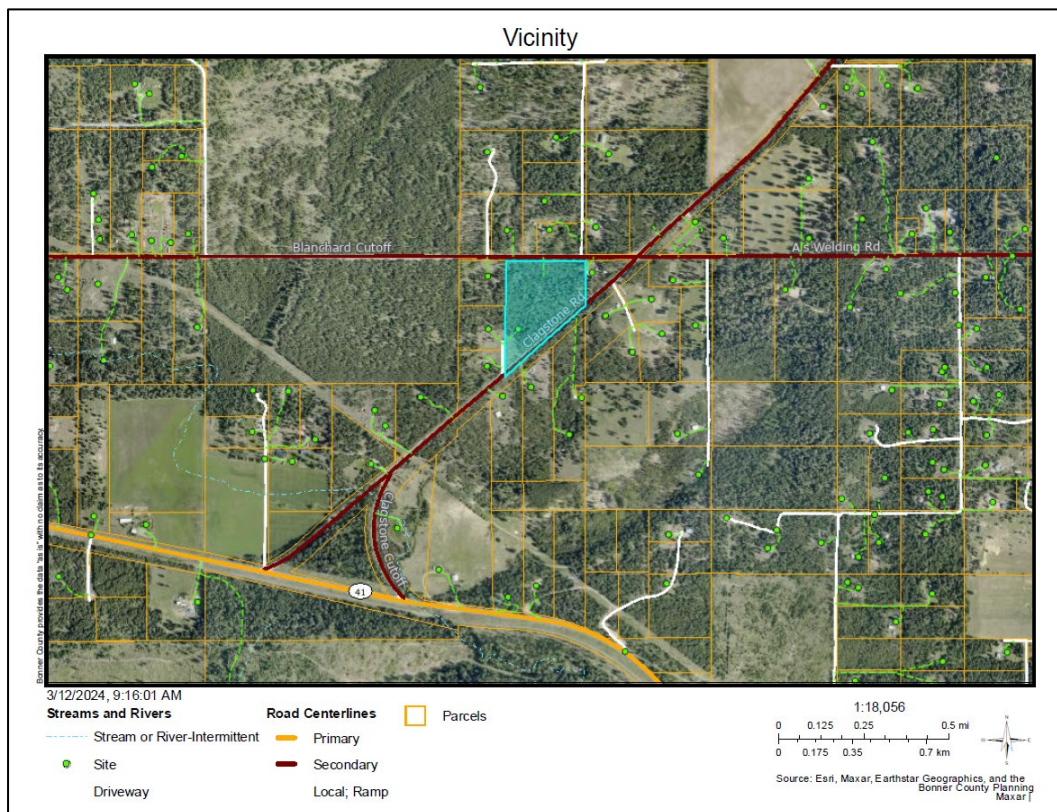 Vicinity
Blanchard Cutoff
Al's Welding Rd.
Clagstone Rd
Clagstone Cutoff
41
Bonner County provides the data "as is" with no claim as to its accuracy.
3/12/2024, 9:16:01 AM
Streams and Rivers
Stream or River-Intermittent
Site
Driveway
Road Centerlines
Primary
Secondary
Local; Ramp
Parcels
1:18,056
0 0.125 0.25 0.5 mi
0 0.175 0.35 0.7 km
N
W E
S
Source: Esri, Maxar, Earthstar Geographics, and the
Bonner County Planning
Maxar |